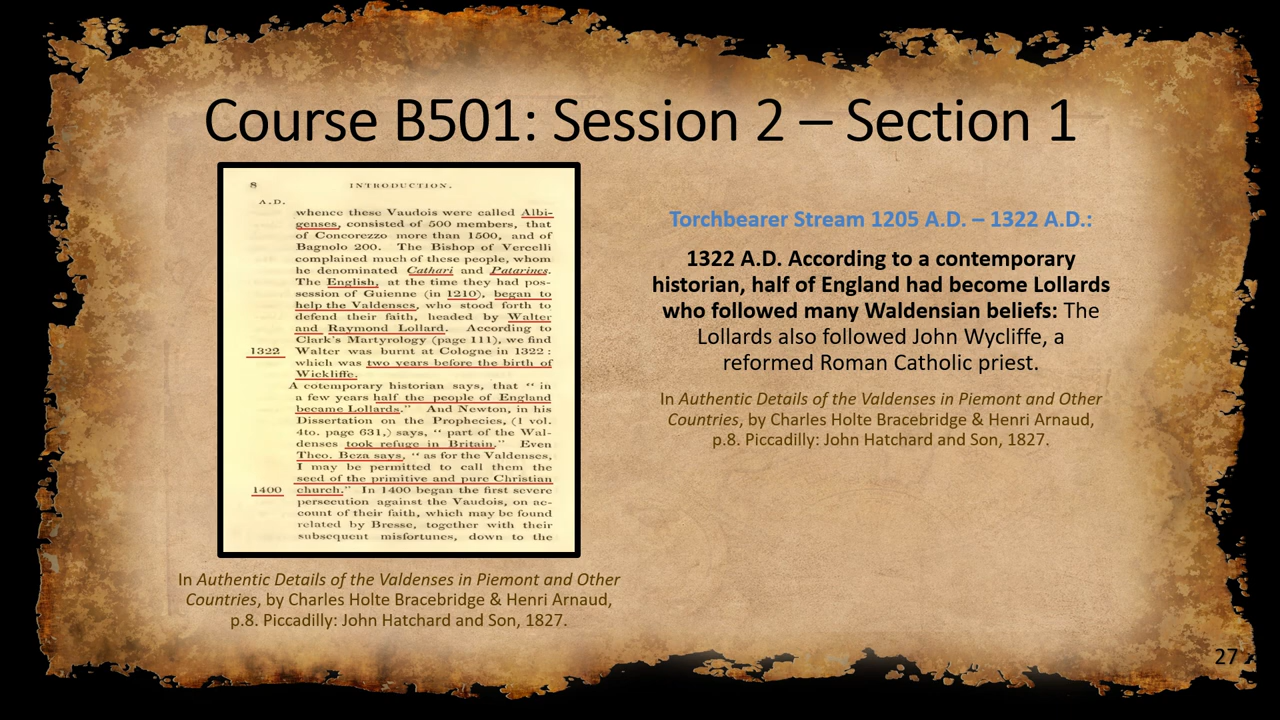 Course B501: Session 2 – Section 1
8 INTRODUCTION.
A.D.
whence these Vaudois were called Albi-
genses, consisted of 500 members, that
of Concorezzo more than 1500, and of
Bagnolo 200. The Bishop of Vercelli
complained much of these people, whom
he denominated Cathari and Patarines.
The English, at the time they had pos-
session of Guienne (in 1210), began to
help the Valdenses, who stood forth to
defend their faith, headed by Walter
and Raymond Lollard. According to
Clark's Martyrology (page 111), we find
1322 Walter was burnt at Cologne in 1322:
which was two years before the birth of
Wickliffe.
A cotemporary historian says, that “ in
a few years half the people of England
became Lollards.” And Newton, in his
Dissertation on the Prophecies, (1 vol.
4to. page 631,) says, “ part of the Wal-
denses took refuge in Britain.” Even
Theo. Beza says, “ as for the Valdenses,
I may be permitted to call them the
seed of the primitive and pure Christian
1400 church.” In 1400 began the first severe
persecution against the Vaudois, on ac-
count of their faith, which may be found
related by Bresse, together with their
subsequent misfortunes, down to the
In Authentic Details of the Valdenses in Piemont and Other
Countries, by Charles Holte Bracebridge & Henri Arnaud,
p.8. Piccadilly: John Hatchard and Son, 1827.
Torchbearer Stream 1205 A.D. – 1322 A.D.:
1322 A.D. According to a contemporary
historian, half of England had become Lollards
who followed many Waldensian beliefs: The
Lollards also followed John Wycliffe, a
reformed Roman Catholic priest.
In Authentic Details of the Valdenses in Piemont and Other
Countries, by Charles Holte Bracebridge & Henri Arnaud,
p.8. Piccadilly: John Hatchard and Son, 1827.
27